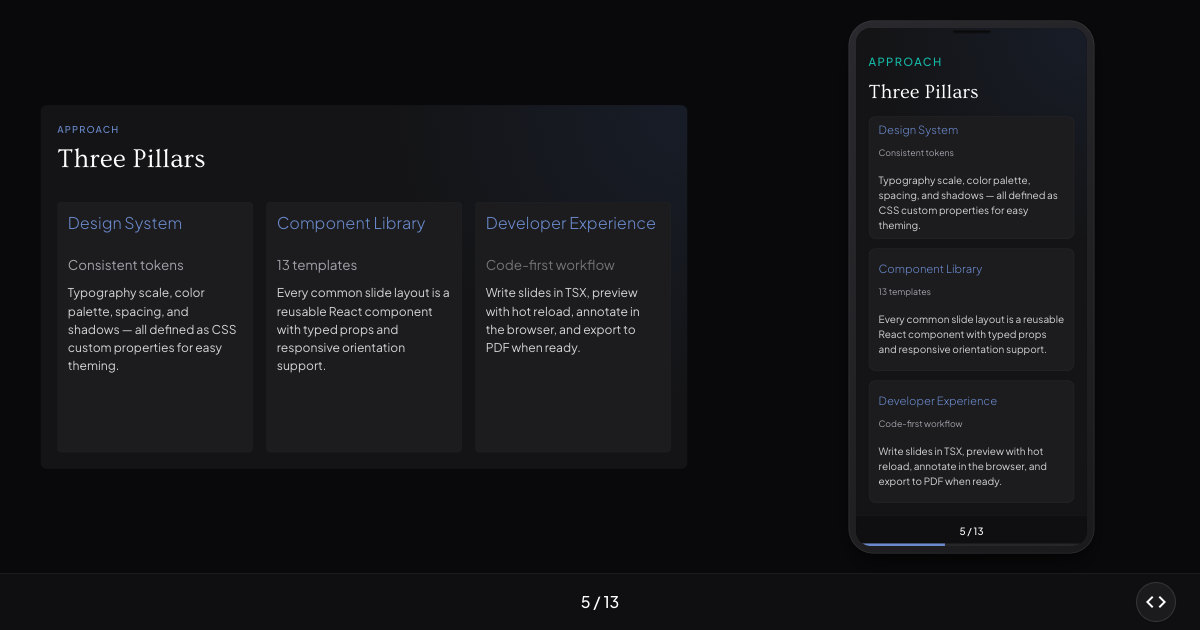 APPROACH
Three Pillars
Design System
Consistent tokens
Typography scale, color
palette, spacing, and
shadows — all defined as CSS
custom properties for easy
theming.
Component Library
13 templates
Every common slide layout is a
reusable React component
with typed props and
responsive orientation
support.
Developer Experience
Code-first workflow
Write slides in TSX, preview
with hot reload, annotate in
the browser, and export to
PDF when ready.
APPROACH
Three Pillars
Design System
Consistent tokens
Typography scale, color palette,
spacing, and shadows — all defined as
CSS custom properties for easy
theming.
Component Library
13 templates
Every common slide layout is a reusable
React component with typed props
and responsive orientation support.
Developer Experience
Code-first workflow
Write slides in TSX, preview with hot
reload, annotate in the browser, and
export to PDF when ready.
5 / 13
5 / 13